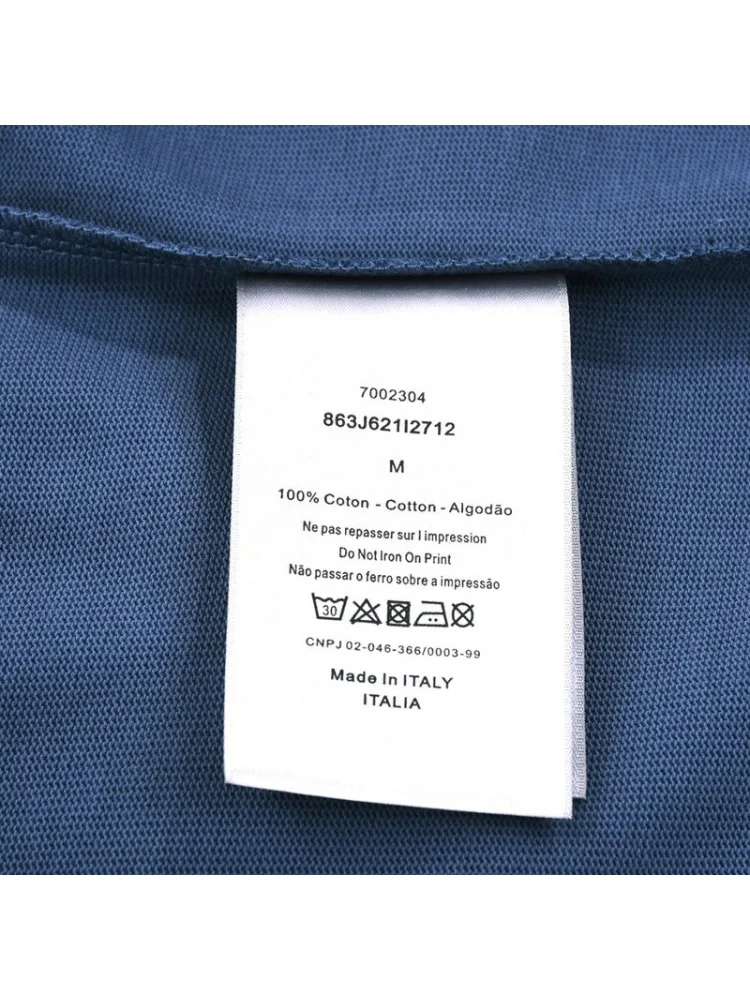 7002304
863J621I2712
M
100% Coton - Cotton - Algodão
Ne pas repasser sur l impression
Do Not Iron On Print
Não passar o ferro sobre a impressão
30
CNPJ 02-046-366/0003-99
Made In ITALY
ITALIA